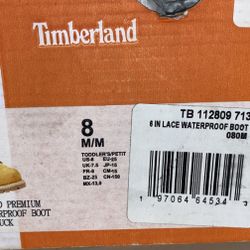 Timberland
TB 112809 713
6 IN LACE WATERPROOF BOOT
080M
8
M/M
TODDLER'S/PETIT
US-8 EU-25
UK-7.5 JP-15
FR-8 CM-15
BZ-23 CN-150
MX-13.0
1 97064 64534 3
PREMIUM
RPROOF BOOT
UCK